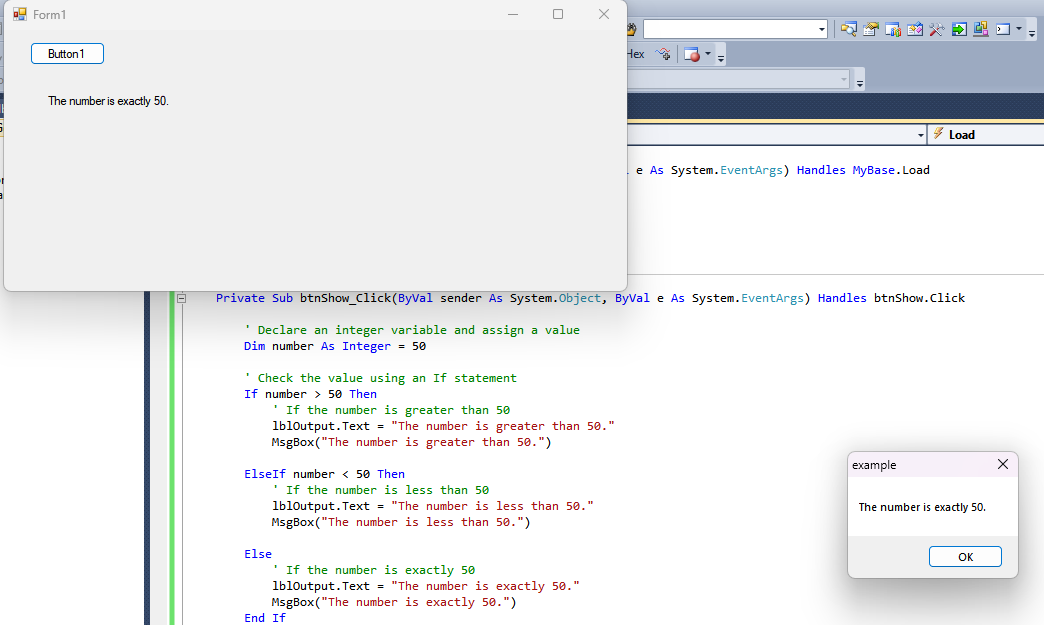 Form1
Button1
The number is exactly 50.
Hex
Load
e As System.EventArgs) Handles MyBase.Load
Private Sub btnShow_Click(ByVal sender As System.Object, ByVal e As System.EventArgs) Handles btnShow.Click
' Declare an integer variable and assign a value
Dim number As Integer = 50
' Check the value using an If statement
If number > 50 Then
' If the number is greater than 50
lblOutput.Text = "The number is greater than 50."
MsgBox("The number is greater than 50.")
ElseIf number < 50 Then
' If the number is less than 50
lblOutput.Text = "The number is less than 50."
MsgBox("The number is less than 50.")
Else
' If the number is exactly 50
lblOutput.Text = "The number is exactly 50."
MsgBox("The number is exactly 50.")
End If
example
The number is exactly 50.
OK